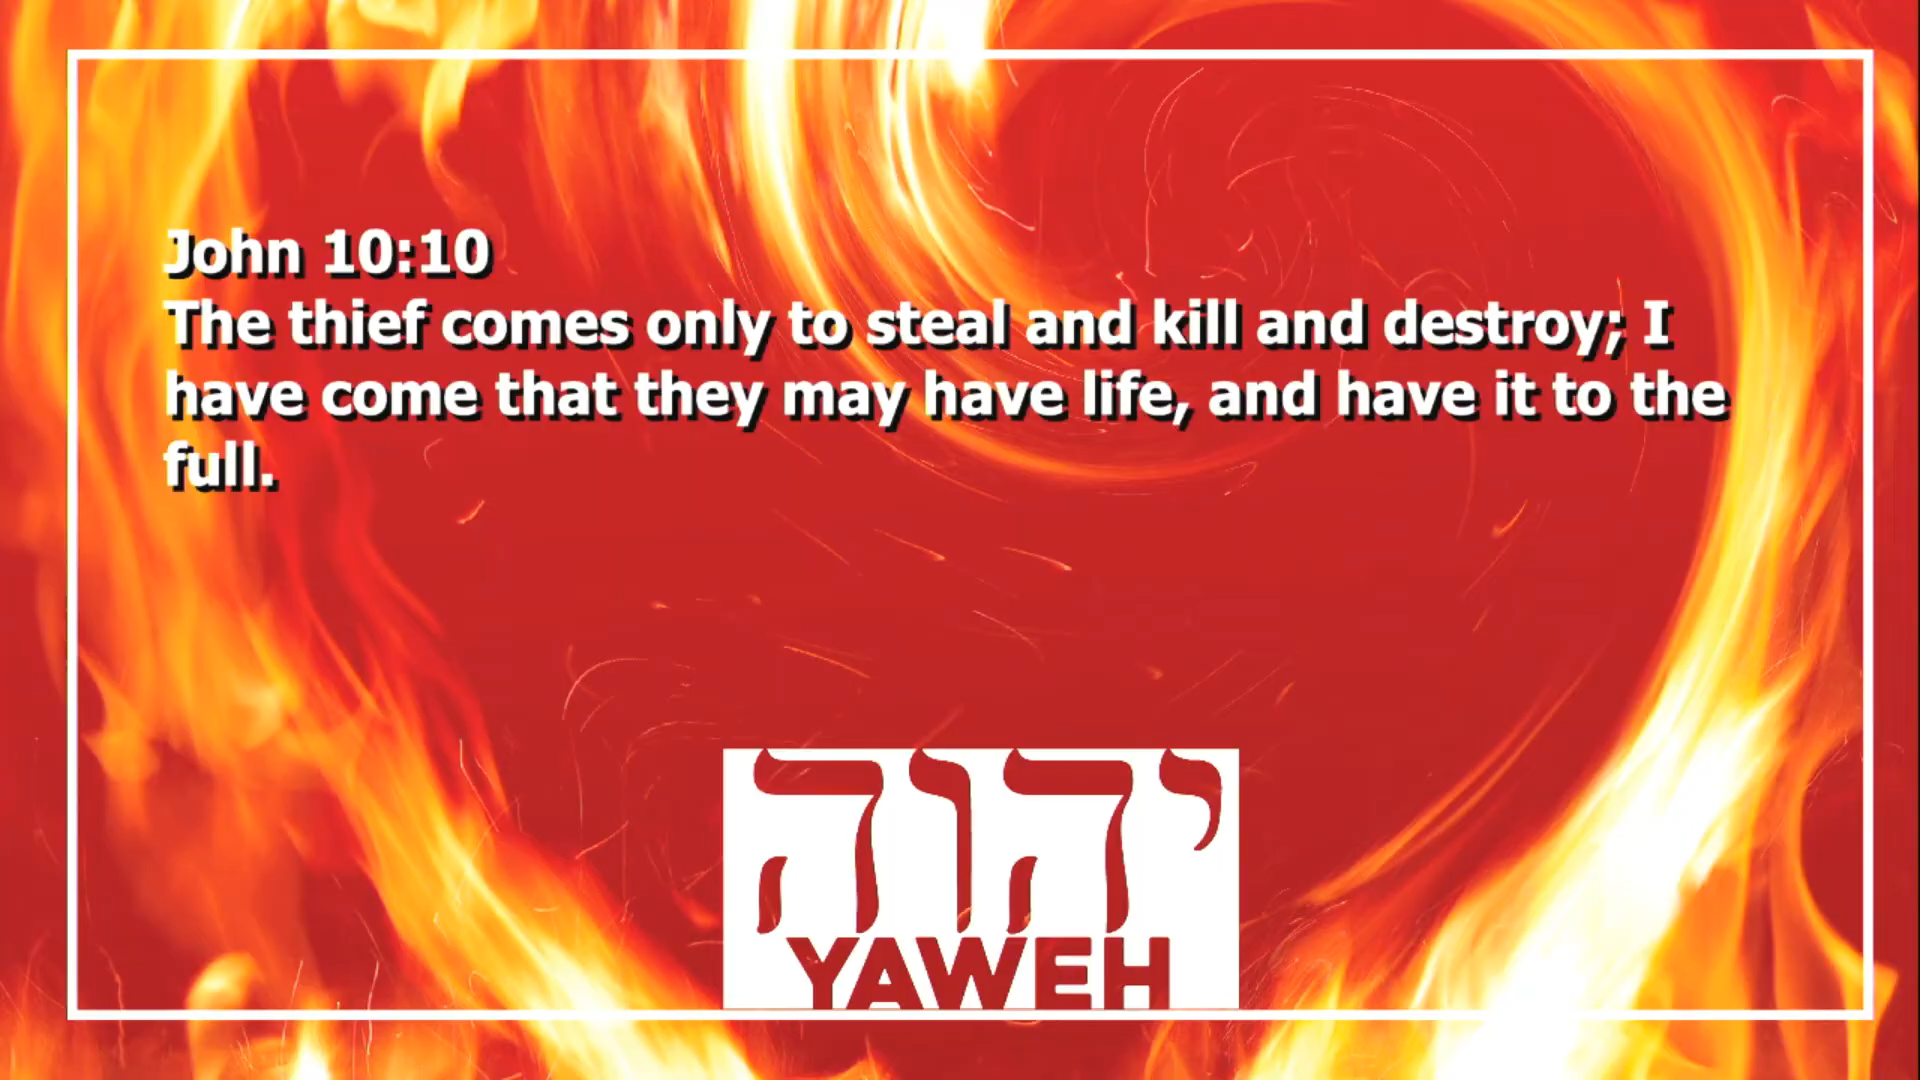 John 10:10
The thief comes only to steal and kill and destroy; I
have come that they may have life, and have it to the
full.
יהוה
YAWEH